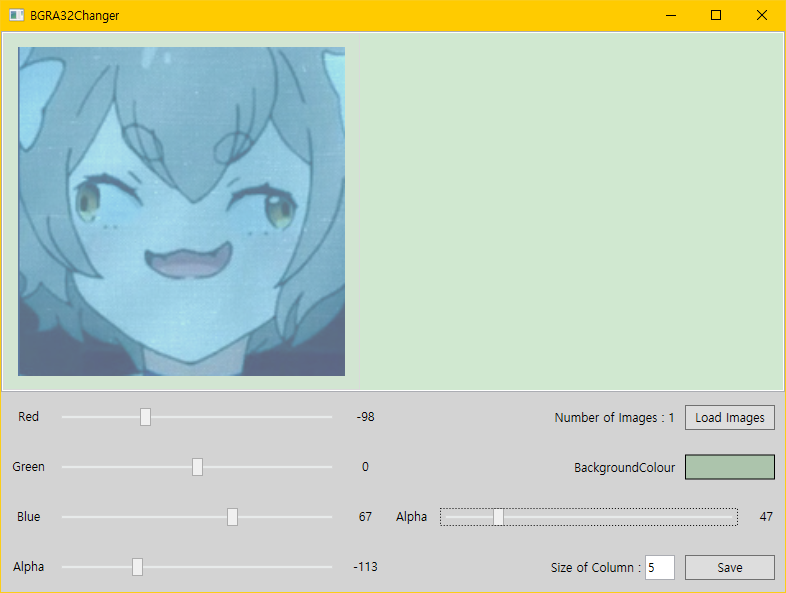 BGRA32Changer
Red -98 Number of Images : 1 Load Images
Green 0 BackgroundColour
Blue 67 Alpha 47
Alpha -113 Size of Column : 5 Save